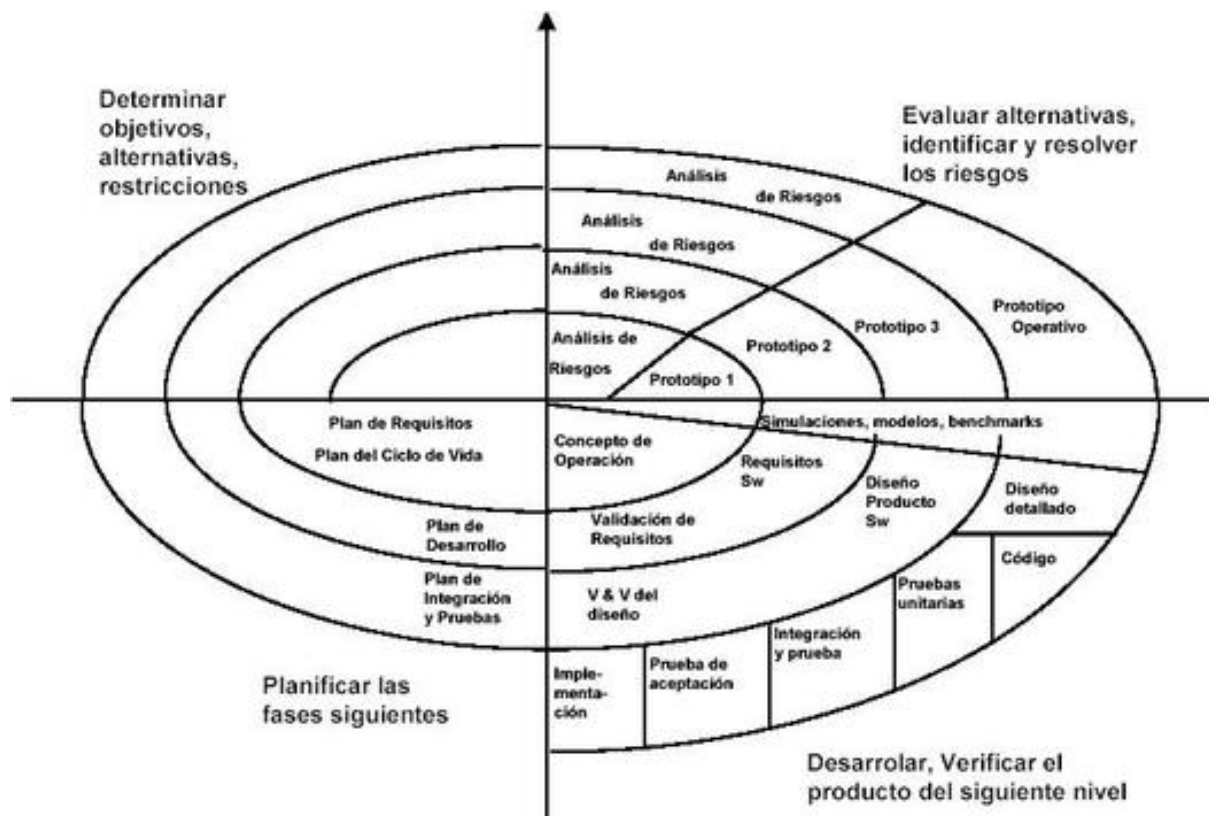 Determinar
objetivos,
alternativas,
restricciones
Evaluar alternativas,
identificar y resolver
los riesgos
Análisis
de Riesgos
Análisis
de Riesgos
Análisis
de Riesgos
Análisis de
Riesgos
Prototipo 1
Prototipo 2
Prototipo 3
Prototipo
Operativo
Simulaciones, modelos, benchmarks
Plan de Requisitos
Plan del Ciclo de Vida
Concepto de
Operación
Requisitos
Sw
Diseño
Producto
Sw
Diseño
detallado
Plan de
Desarrollo
Validación de
Requisitos
Código
Plan de
Integración
y Pruebas
V & V del
diseño
Pruebas
unitarias
Integración
y prueba
Prueba de
aceptación
Imple-
menta-
ción
Planificar las
fases siguientes
Desarrolar, Verificar el
producto del siguiente nivel